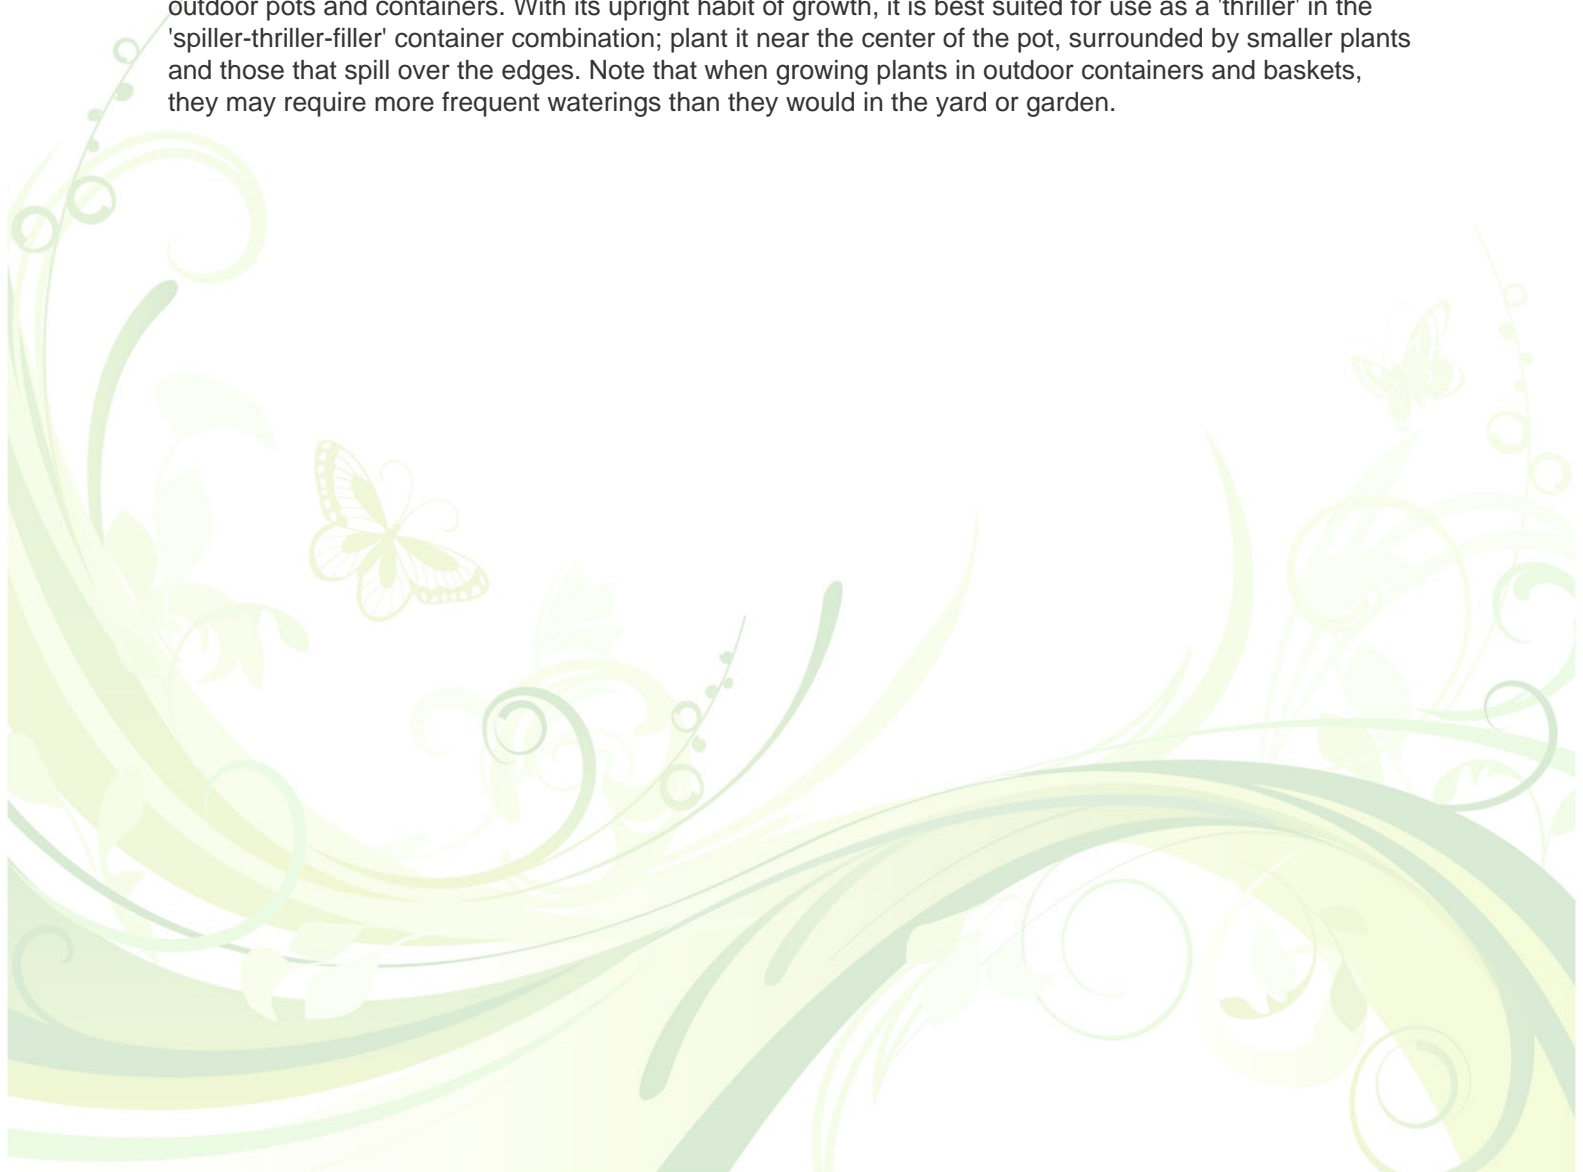 outdoor pots and containers. With its upright habit of growth, it is best suited for use as a 'thriller' in the
'spiller-thriller-filler' container combination; plant it near the center of the pot, surrounded by smaller plants
and those that spill over the edges. Note that when growing plants in outdoor containers and baskets,
they may require more frequent waterings than they would in the yard or garden.